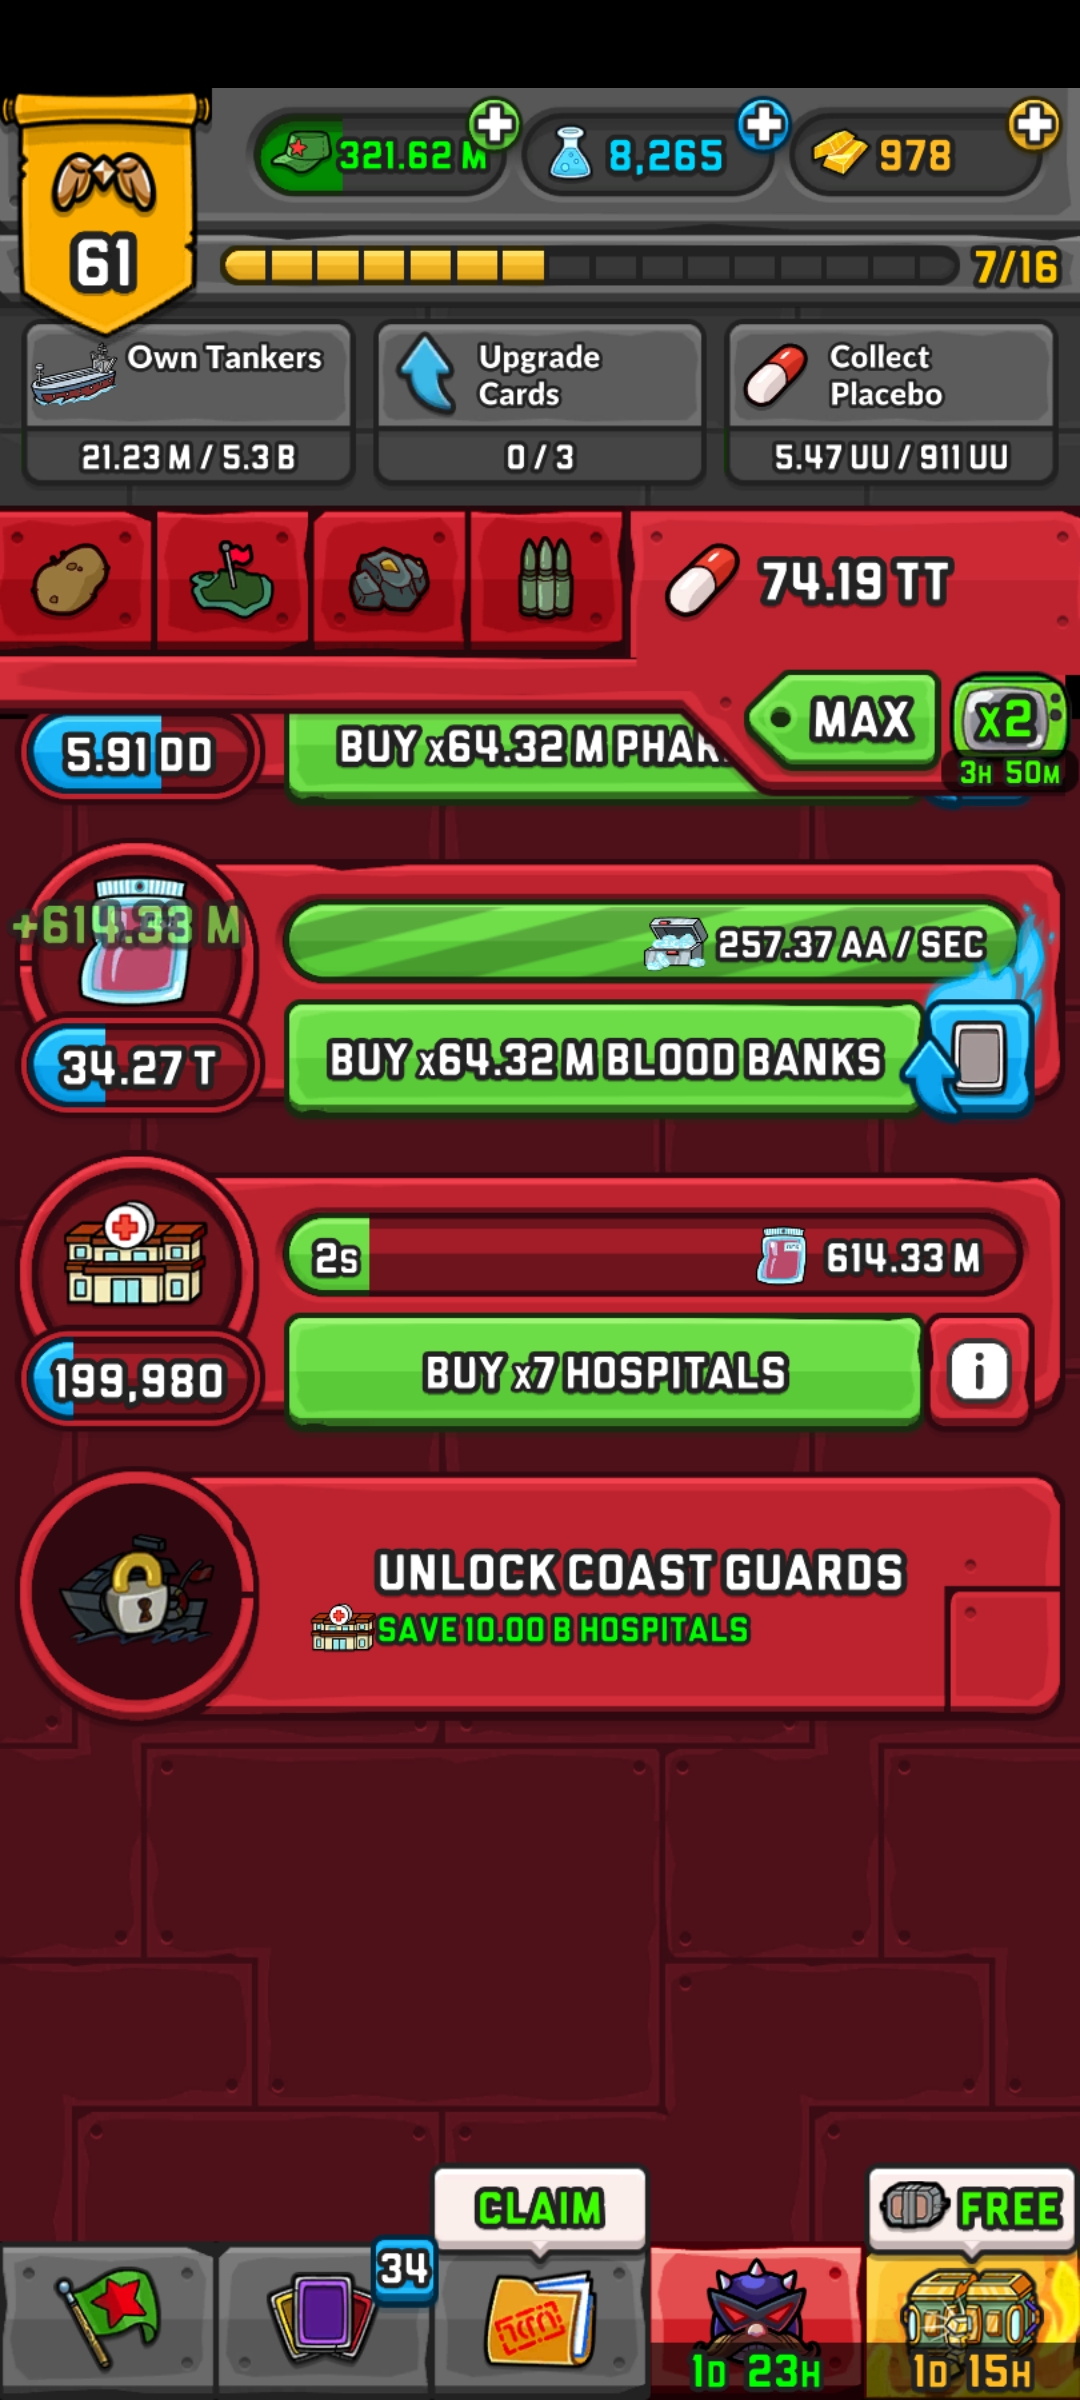 321.62 M
8,265
978
61
7/16
Own Tankers
21.23 M / 5.3 B
Upgrade
Cards
0 / 3
Collect
Placebo
5.47 UU / 911 UU
74.19 TT
MAX
x2
3H 50M
5.91 DD
BUY x64.32 M PHAR
+614.33 M
257.37 AA / SEC
34.27 T
BUY x64.32 M BLOOD BANKS
2s
614.33 M
199,980
BUY x7 HOSPITALS
i
UNLOCK COAST GUARDS
SAVE 10.00 B HOSPITALS
CLAIM
FREE
34
1D 23H
1D 15H